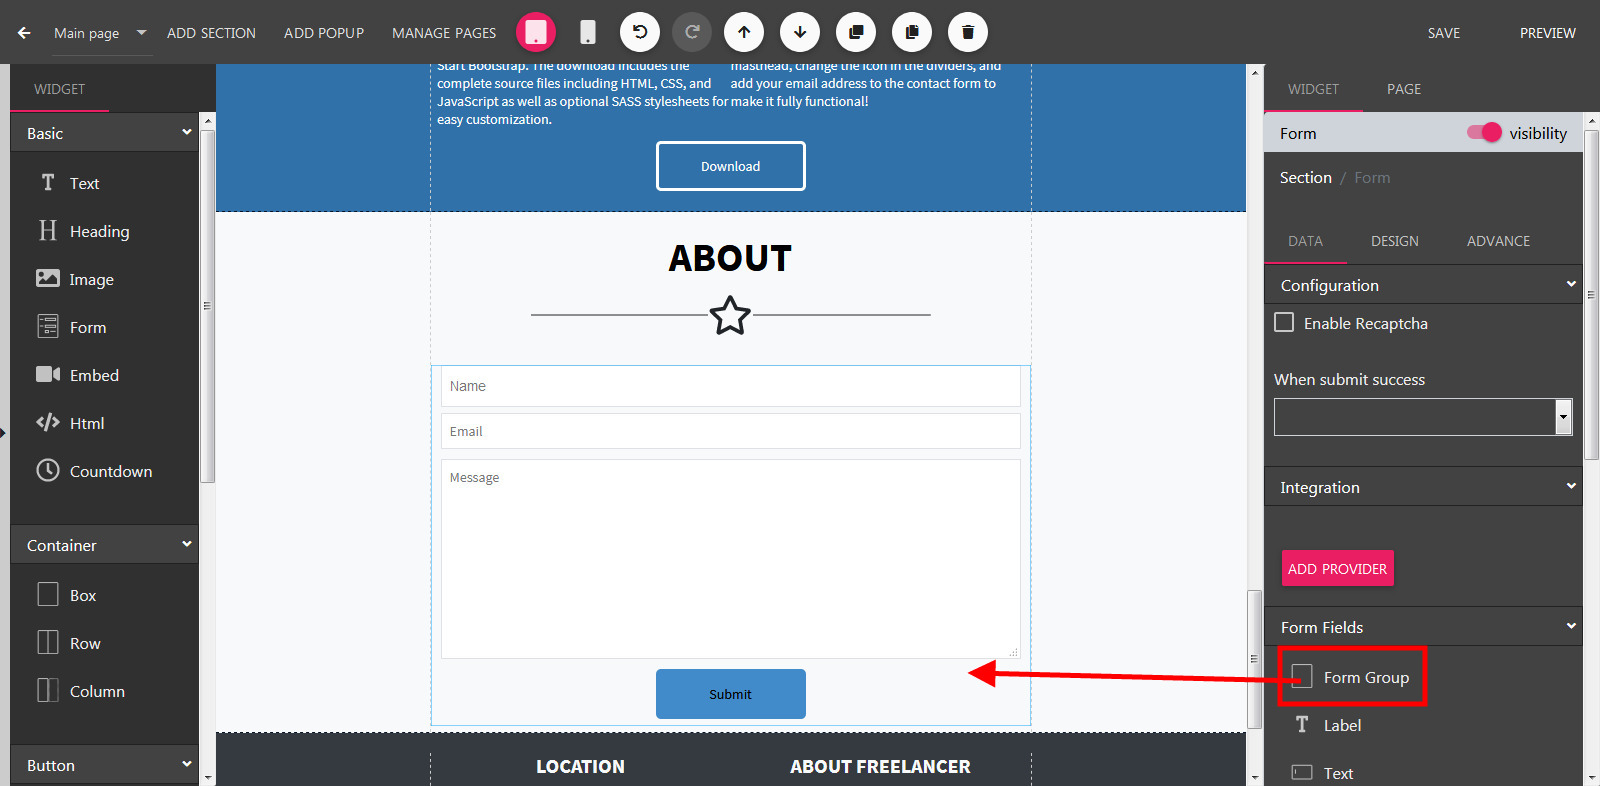 Main page
ADD SECTION
ADD POPUP
MANAGE PAGES
SAVE
PREVIEW
WIDGET
Basic
Text
Heading
Image
Form
Embed
Html
Countdown
Container
Box
Row
Column
Button
Start Bootstrap. The download includes the
complete source files including HTML, CSS, and
JavaScript as well as optional SASS stylesheets for
easy customization.
masthead, change the icon in the dividers, and
add your email address to the contact form to
make it fully functional!
Download
ABOUT
Name
Email
Message
Submit
LOCATION
ABOUT FREELANCER
WIDGET
PAGE
Form
visibility
Section / Form
DATA
DESIGN
ADVANCE
Configuration
Enable Recaptcha
When submit success
Integration
ADD PROVIDER
Form Fields
Form Group
Label
Text